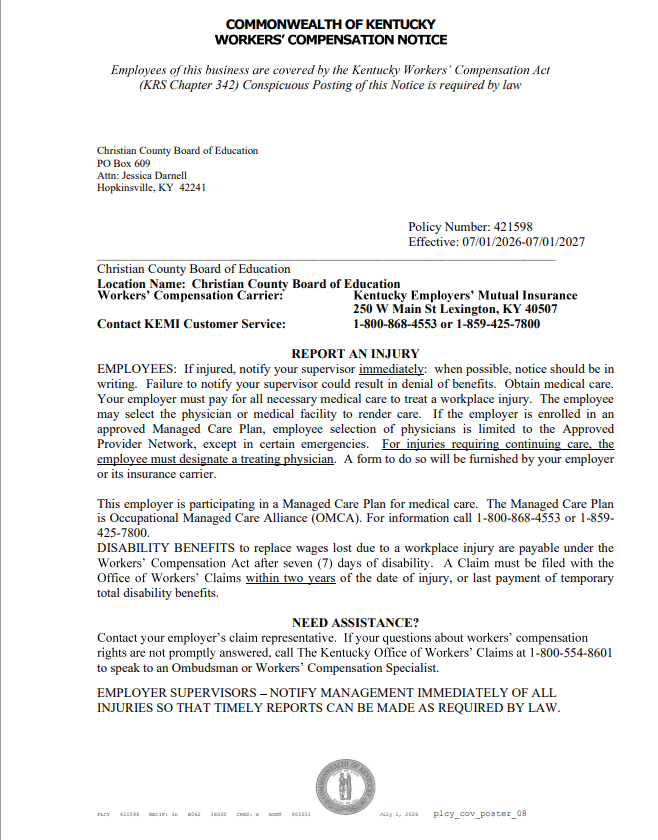 COMMONWEALTH OF KENTUCKY
WORKERS' COMPENSATION NOTICE
Employees of this business are covered by the Kentucky Workers' Compensation Act
(KRS Chapter 342) Conspicuous Posting of this Notice is required by law
Christian County Board of Education
PO Box 609
Attn: Jessica Darnell
Hopkinsville, KY 42241
Policy Number: 421598
Effective: 07/01/2026-07/01/2027
Christian County Board of Education
Location Name: Christian County Board of Education
Workers' Compensation Carrier: Kentucky Employers' Mutual Insurance
250 W Main St Lexington, KY 40507
Contact KEMI Customer Service: 1-800-868-4553 or 1-859-425-7800
REPORT AN INJURY
EMPLOYEES: If injured, notify your supervisor immediately: when possible, notice should be in
writing. Failure to notify your supervisor could result in denial of benefits. Obtain medical care.
Your employer must pay for all necessary medical care to treat a workplace injury. The employee
may select the physician or medical facility to render care. If the employer is enrolled in an
approved Managed Care Plan, employee selection of physicians is limited to the Approved
Provider Network, except in certain emergencies. For injuries requiring continuing care, the
employee must designate a treating physician. A form to do so will be furnished by your employer
or its insurance carrier.
This employer is participating in a Managed Care Plan for medical care. The Managed Care Plan
is Occupational Managed Care Alliance (OMCA). For information call 1-800-868-4553 or 1-859-
425-7800.
DISABILITY BENEFITS to replace wages lost due to a workplace injury are payable under the
Workers' Compensation Act after seven (7) days of disability. A Claim must be filed with the
Office of Workers' Claims within two years of the date of injury, or last payment of temporary
total disability benefits.
NEED ASSISTANCE?
Contact your employer's claim representative. If your questions about workers' compensation
rights are not promptly answered, call The Kentucky Office of Workers' Claims at 1-800-554-8601
to speak to an Ombudsman or Workers' Compensation Specialist.
EMPLOYER SUPERVISORS – NOTIFY MANAGEMENT IMMEDIATELY OF ALL
INJURIES SO THAT TIMELY REPORTS CAN BE MADE AS REQUIRED BY LAW.
PLCY 421598 RECIP: In July 1, 2026 plcy_cov_poster_08